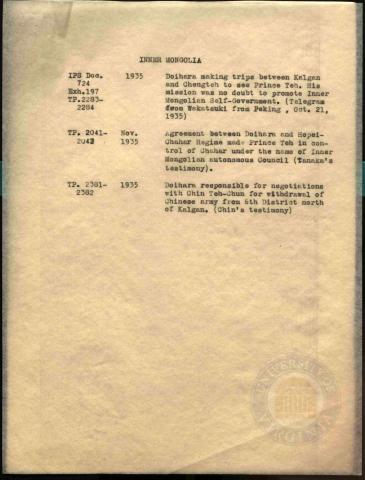 INNER MONGOLIA
IPS Doc. 1935 Doihara making trips between Kalgan
724 and Chengteh to see Prince Teh. His
Exh.197 mission was no doubt to promote Inner
TP.2283- Mongolian Self-Government. (Telegram
2284 from Wakatsuki from Peking , Oct. 21,
1935)
TP. 2041- Nov. Agreement between Doihara and Hopei-
2042 1935 Chahar Regime made Prince Teh in con-
trol of Chahar under the name of Inner
Mongolian autonomous Council (Tanaka's
testimony).
TP. 2381- 1935 Doihara responsible for negotiations
2382 with Chin Teh-Chun for withdrawal of
Chinese army from 6th District north
of Kalgan. (Chin's testimony)
UNIVERSITY OF
VIRGINIA